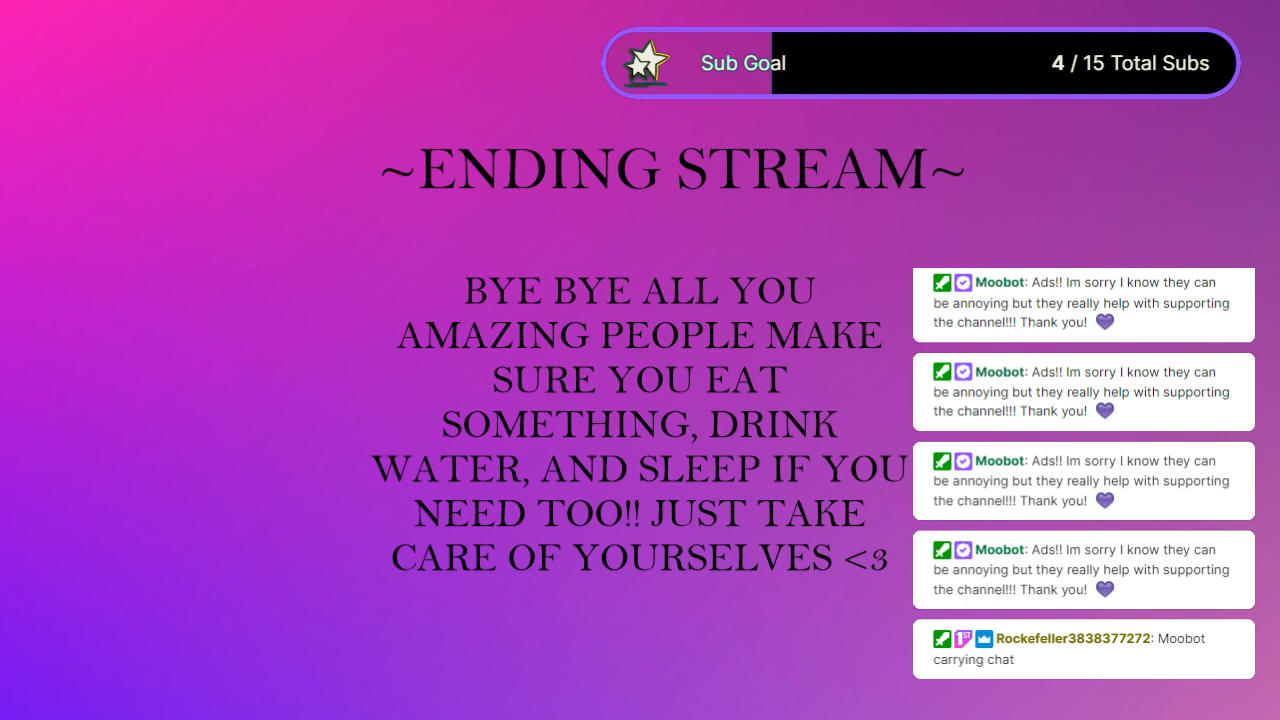 Sub Goal
4 / 15 Total Subs
~ENDING STREAM~
BYE BYE ALL YOU
AMAZING PEOPLE MAKE
SURE YOU EAT
SOMETHING, DRINK
WATER, AND SLEEP IF YOU
NEED TOO!! JUST TAKE
CARE OF YOURSELVES <3
Moobot: Ads!! Im sorry I know they can
be annoying but they really help with supporting
the channel!!! Thank you! 💜
Moobot: Ads!! Im sorry I know they can
be annoying but they really help with supporting
the channel!!! Thank you! 💜
Moobot: Ads!! Im sorry I know they can
be annoying but they really help with supporting
the channel!!! Thank you! 💜
Moobot: Ads!! Im sorry I know they can
be annoying but they really help with supporting
the channel!!! Thank you! 💜
1ST Rockefeller3838377272: Moobot
carrying chat